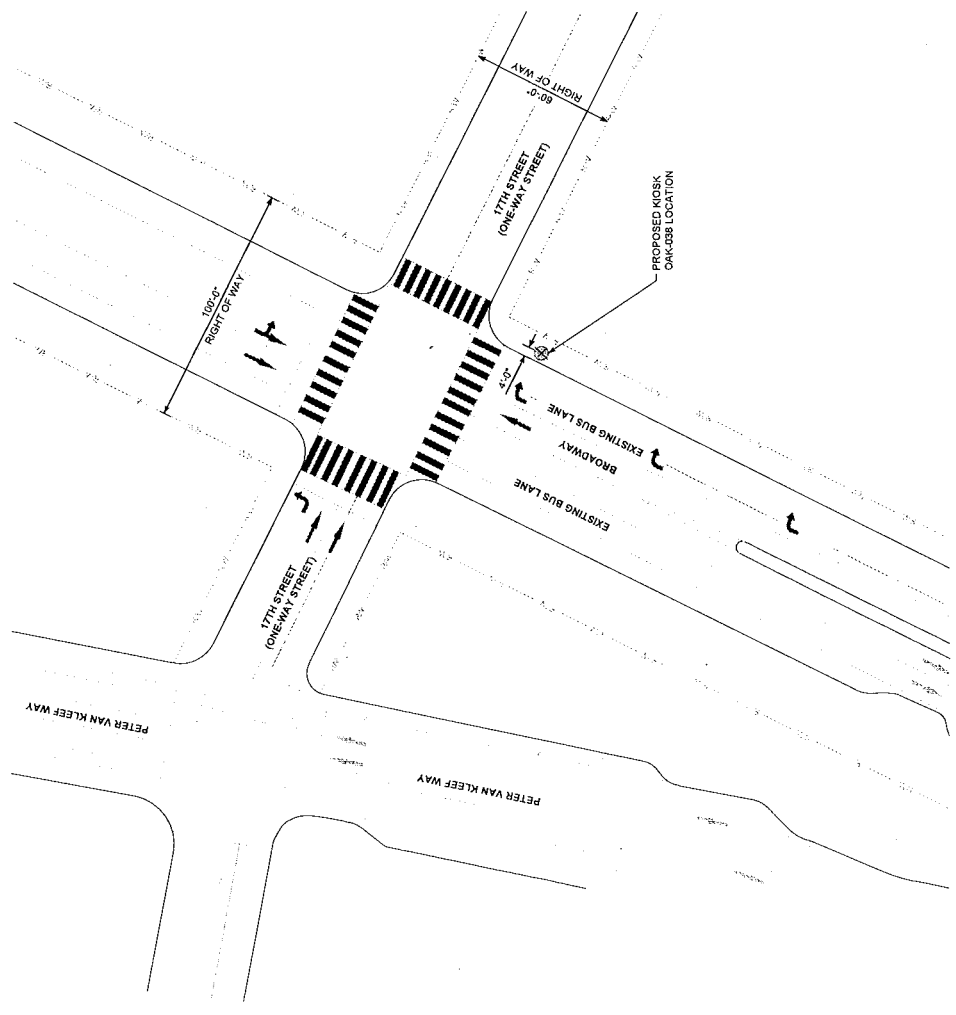 60'-0"
RIGHT OF WAY
100'-0"
RIGHT OF WAY
17TH STREET
(ONE-WAY STREET)
PROPOSED KIOSK
OAK-038 LOCATION
4'-0"
EXISTING BUS LANE
BROADWAY
EXISTING BUS LANE
17TH STREET
(ONE-WAY STREET)
PETER VAN KLEEF WAY
PETER VAN KLEEF WAY